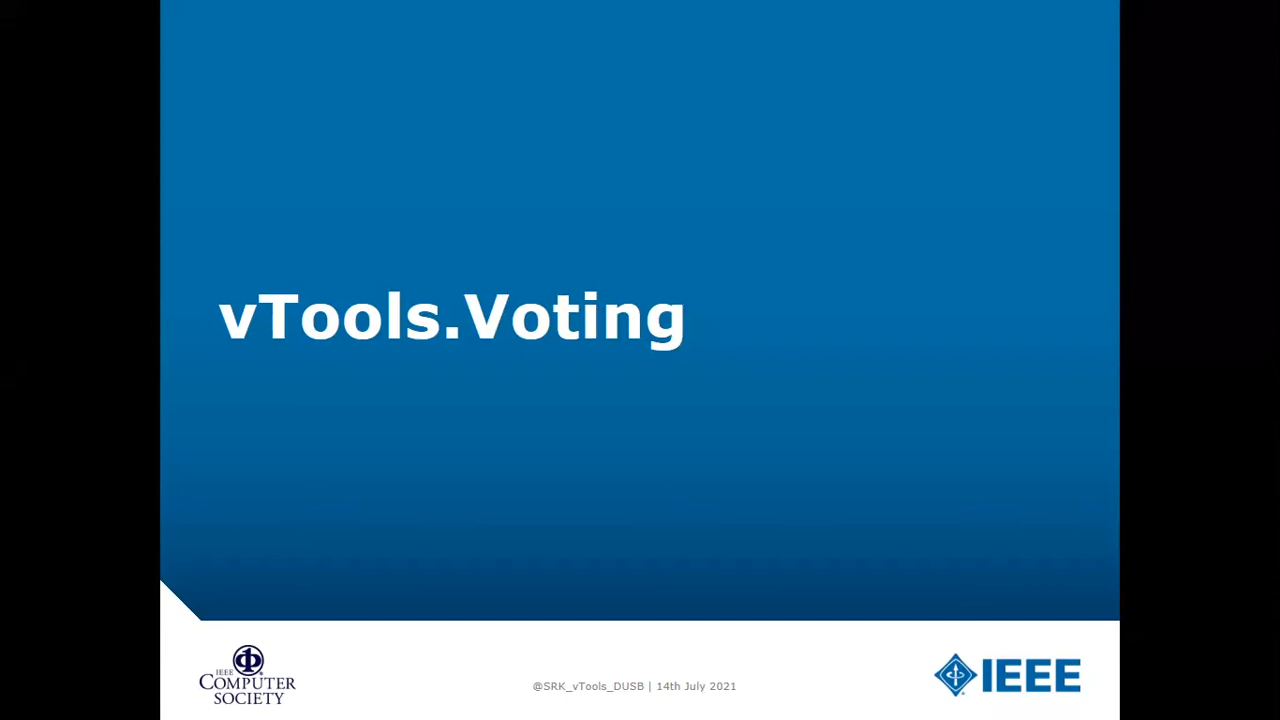 vTools.Voting
IEEE
COMPUTER
SOCIETY
@SRK_vTools_DUSB | 14th July 2021
IEEE